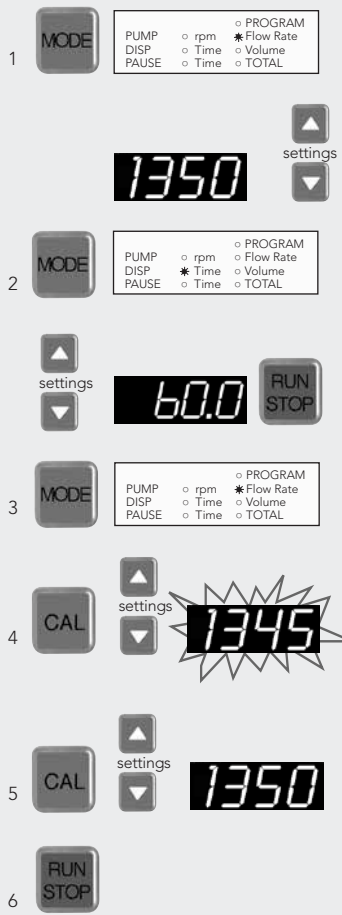 1
MODE
PROGRAM
PUMP rpm Flow Rate
DISP Time Volume
PAUSE Time TOTAL
1350
settings
2
MODE
PROGRAM
PUMP rpm Flow Rate
DISP Time Volume
PAUSE Time TOTAL
settings
60.0
RUN
STOP
3
MODE
PROGRAM
PUMP rpm Flow Rate
DISP Time Volume
PAUSE Time TOTAL
4
CAL
settings
1345
5
CAL
settings
1350
6
RUN
STOP